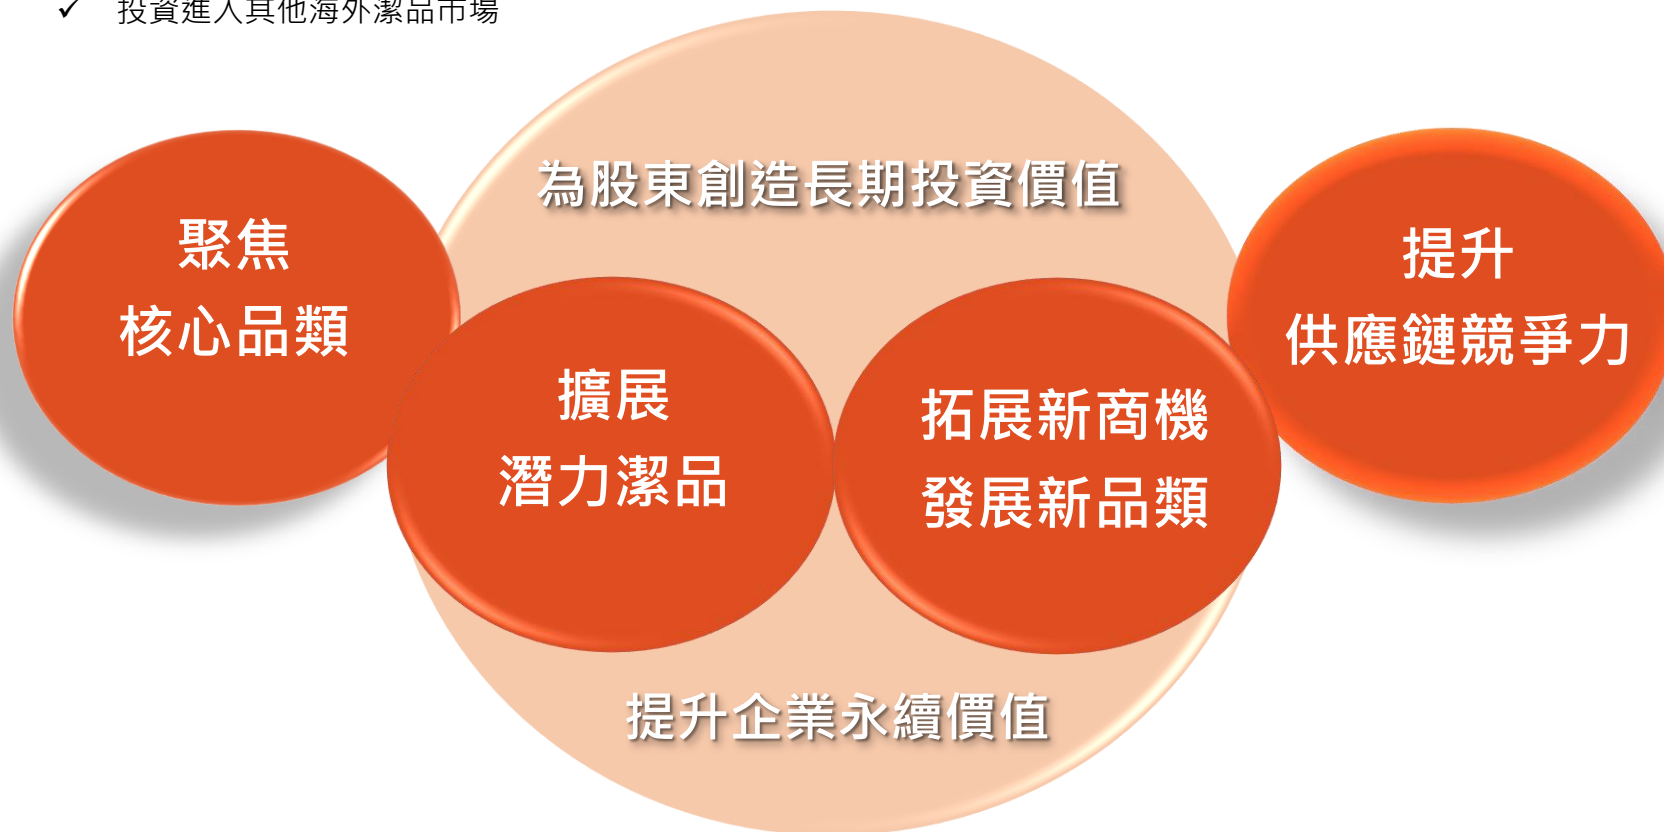 ✓ 投資進入其他海外潔品市場
為股東創造長期投資價值
聚焦
核心品類
擴展
潛力潔品
拓展新商機
發展新品類
提升
供應鏈競爭力
提升企業永續價值